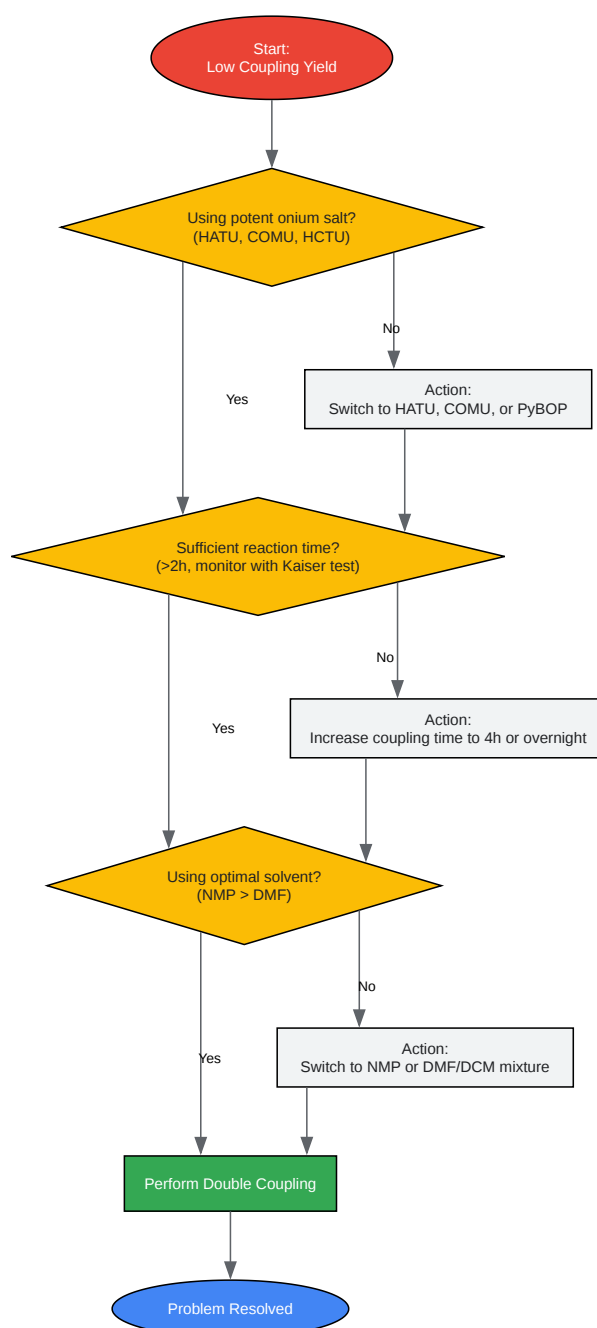 Start:
Low Coupling Yield
Using potent onium salt?
(HATU, COMU, HCTU)
No
Action:
Switch to HATU, COMU, or PyBOP
Yes
Sufficient reaction time?
(>2h, monitor with Kaiser test)
No
Action:
Increase coupling time to 4h or overnight
Yes
Using optimal solvent?
(NMP > DMF)
No
Action:
Switch to NMP or DMF/DCM mixture
Yes
Perform Double Coupling
Problem Resolved